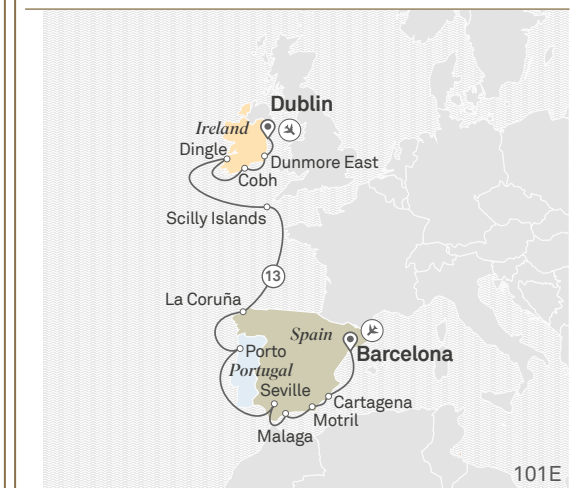 Dublin
Ireland
Dingle
Dunmore East
Cobh
Scilly Islands
13
La Coruña
Spain
Barcelona
Porto
Portugal
Seville
Cartagena
Motril
Malaga
101E